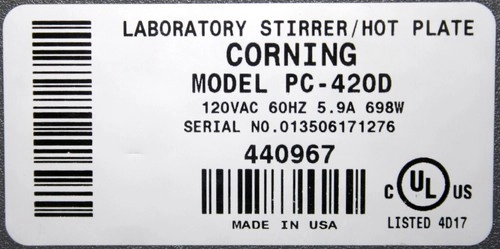 LABORATORY STIRRER/HOT PLATE
CORNING
MODEL PC-420D
120VAC 60HZ 5.9A 698W
SERIAL NO.013506171276
440967
MADE IN USA
C UL US
LISTED 4D17